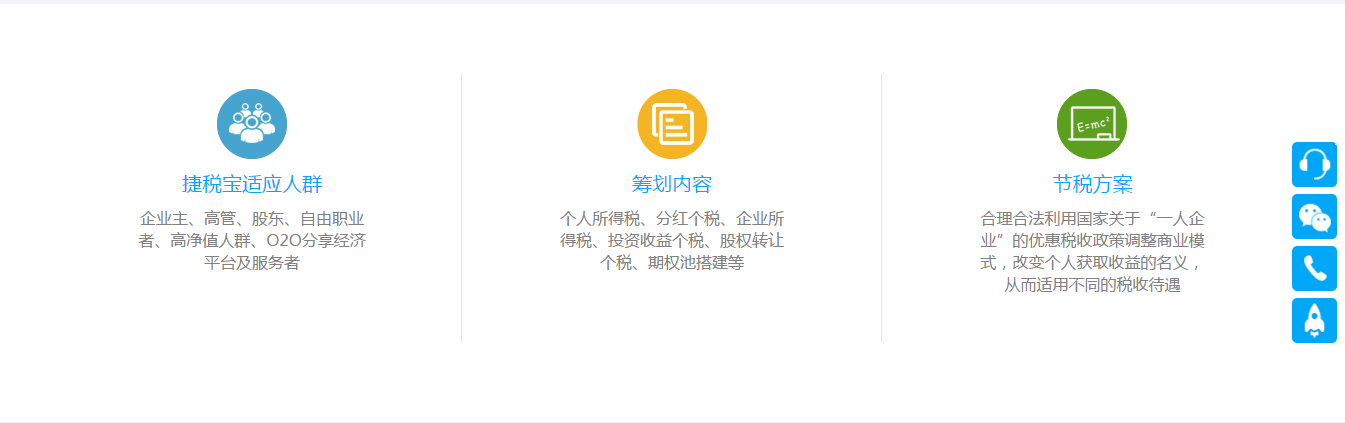 捷税宝适应人群
企业主、高管、股东、自由职业
者、高净值人群、O2O分享经济
平台及服务者
筹划内容
个人所得税、分红个税、企业所
得税、投资收益个税、股权转让
个税、期权池搭建等
E=mc²
节税方案
合理合法利用国家关于“一人企
业”的优惠税收政策调整商业模
式，改变个人获取收益的名义，
从而适用不同的税收待遇